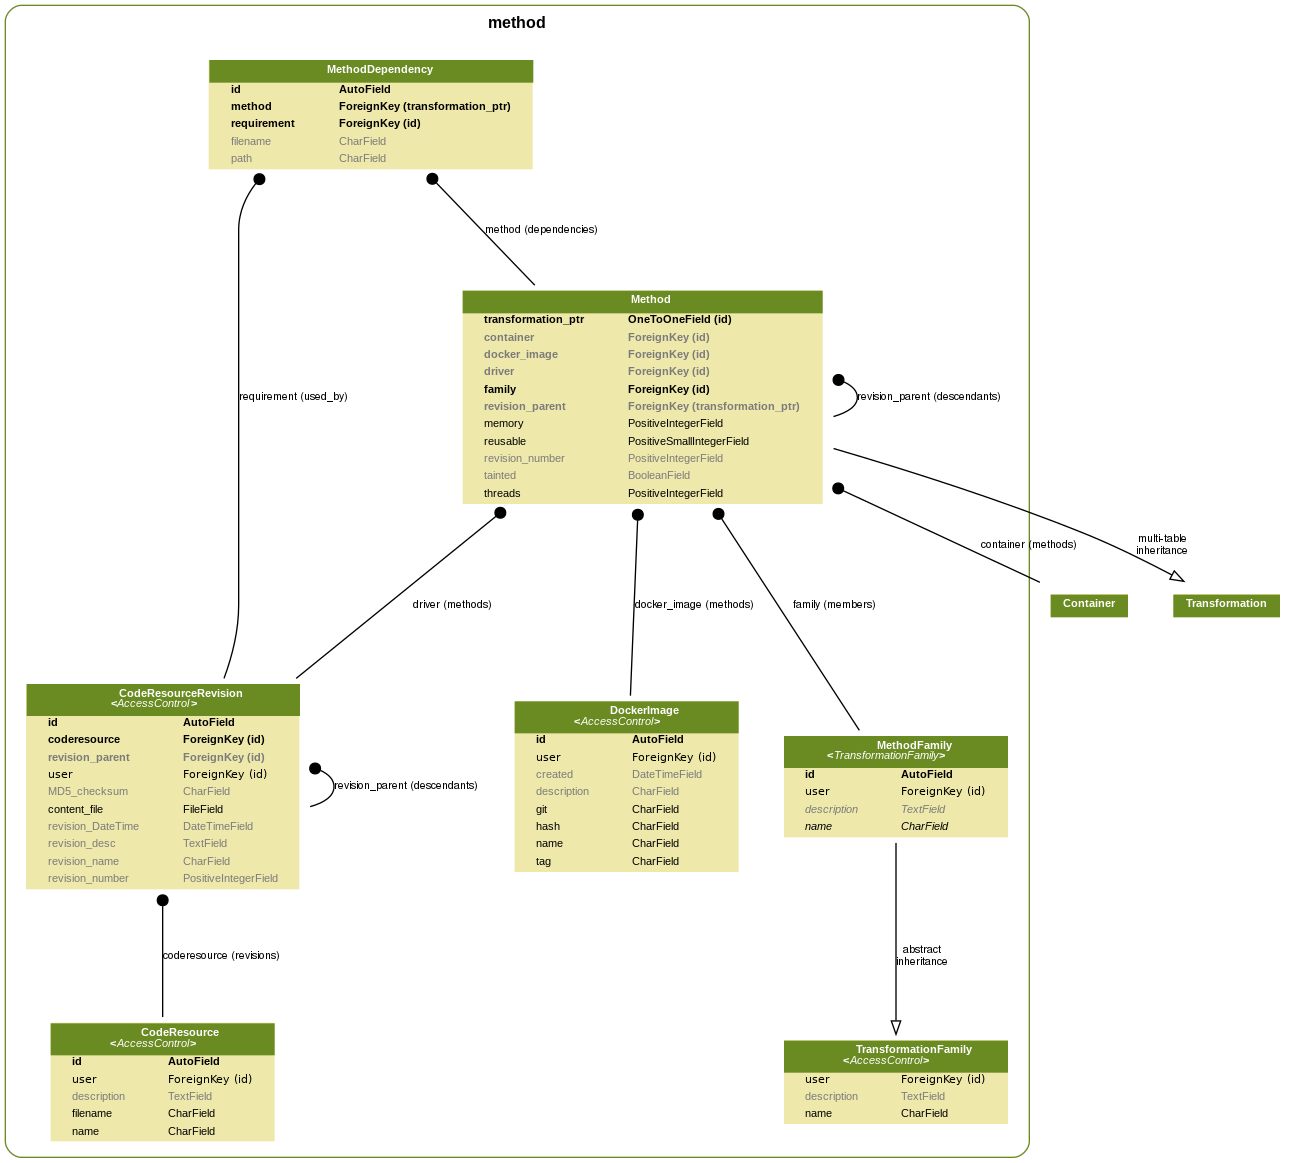 method
MethodDependency
id AutoField
method ForeignKey (transformation_ptr)
requirement ForeignKey (id)
filename CharField
path CharField
method (dependencies)
Method
transformation_ptr OneToOneField (id)
container ForeignKey (id)
docker_image ForeignKey (id)
driver ForeignKey (id)
family ForeignKey (id)
revision_parent ForeignKey (transformation_ptr)
memory PositiveIntegerField
reusable PositiveSmallIntegerField
revision_number PositiveIntegerField
tainted BooleanField
threads PositiveIntegerField
requirement (used_by)
revision_parent (descendants)
multi-table
inheritance
container (methods)
driver (methods)
docker_image (methods)
family (members)
Container
Transformation
CodeResourceRevision
<AccessControl>
id AutoField
coderesource ForeignKey (id)
revision_parent ForeignKey (id)
user ForeignKey (id)
MD5_checksum CharField
content_file FileField
revision_DateTime DateTimeField
revision_desc TextField
revision_name CharField
revision_number PositiveIntegerField
revision_parent (descendants)
DockerImage
<AccessControl>
id AutoField
user ForeignKey (id)
created DateTimeField
description CharField
git CharField
hash CharField
name CharField
tag CharField
MethodFamily
<TransformationFamily>
id AutoField
user ForeignKey (id)
description TextField
name CharField
coderesource (revisions)
abstract
inheritance
CodeResource
<AccessControl>
id AutoField
user ForeignKey (id)
description TextField
filename CharField
name CharField
TransformationFamily
<AccessControl>
user ForeignKey (id)
description TextField
name CharField